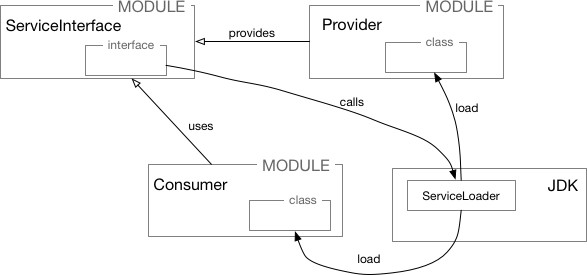 MODULE
ServiceInterface
interface
provides
MODULE
Provider
class
calls
load
uses
MODULE
Consumer
class
JDK
ServiceLoader
load